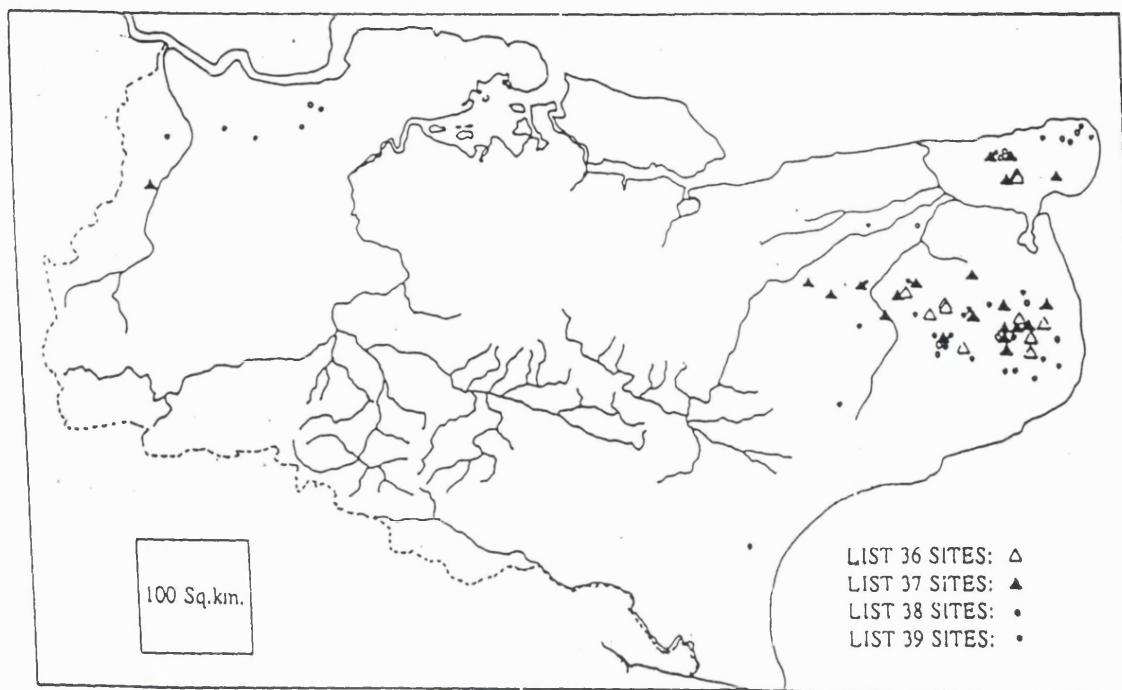 100 Sq.km.
LIST 36 SITES: △
LIST 37 SITES: ▲
LIST 38 SITES: •
LIST 39 SITES: •